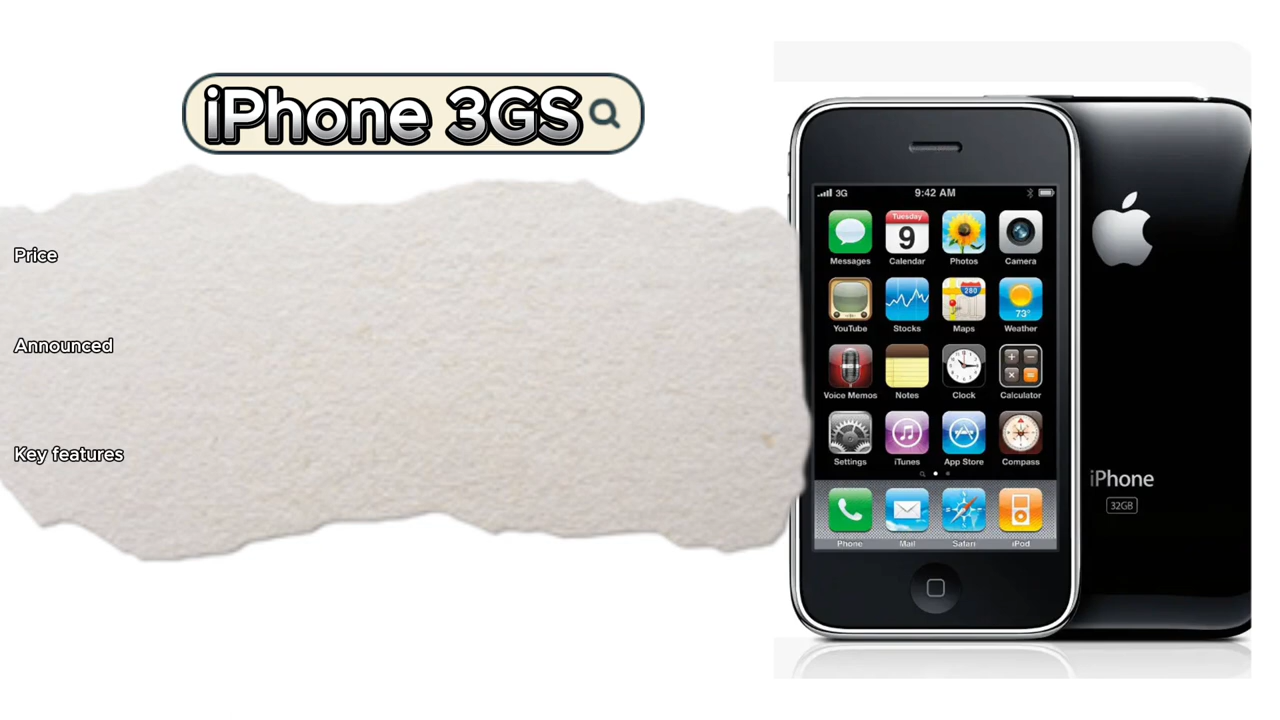 iPhone 3GS
Price
Announced
Key features
3G 9:42 AM
Tuesday
9
280
73°
Messages Calendar Photos Camera
YouTube Stocks Maps Weather
Voice Memos Notes Clock Calculator
Settings iTunes App Store Compass
Phone Mail Safari iPod
iPhone
32GB